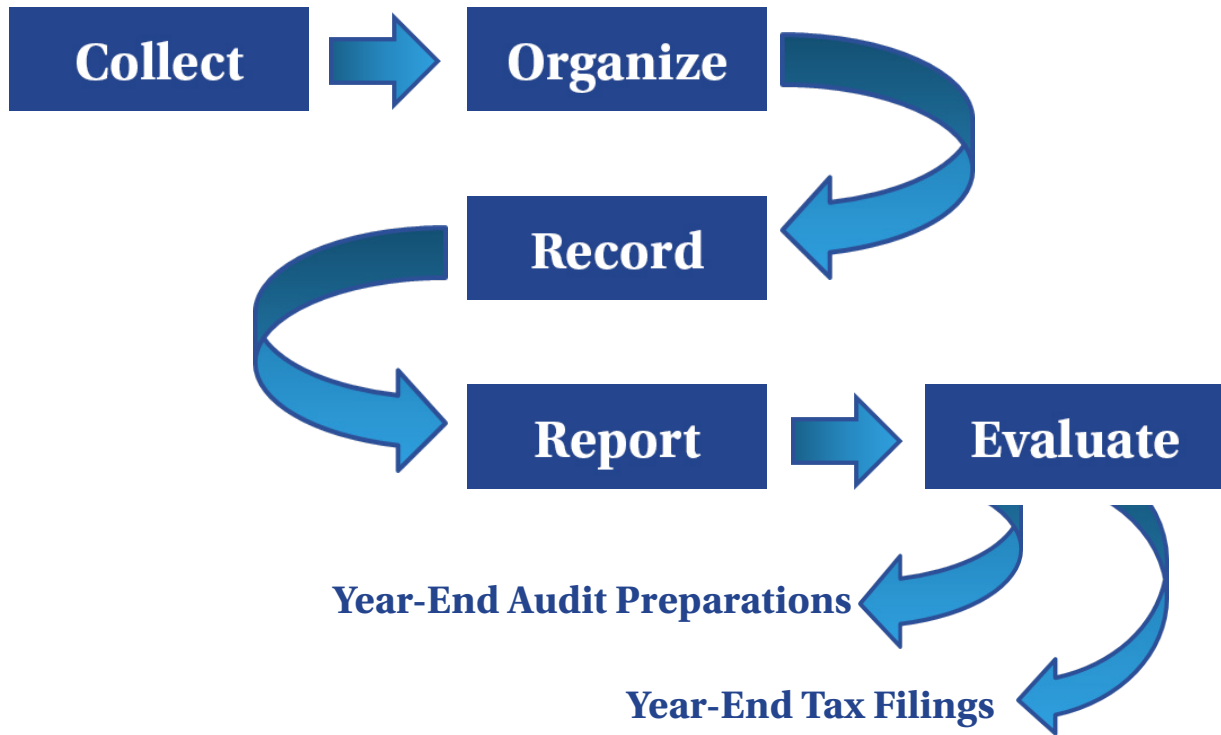 Collect
Organize
Record
Report
Evaluate
Year-End Audit Preparations
Year-End Tax Filings